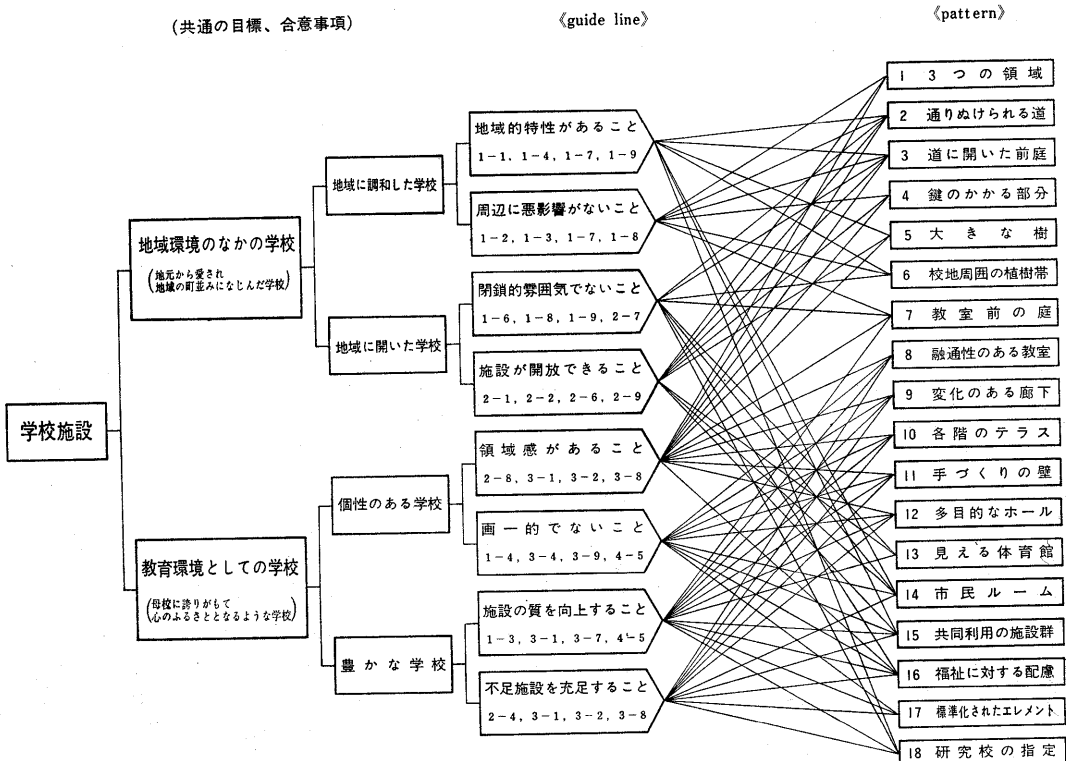 (共通の目標、合意事項)
《guide line》
《pattern》
学校施設
地域環境のなかの学校
(地元から愛され
地域の町並みになじんだ学校)
教育環境としての学校
(母校に誇りがもて
心のふるさととなるような学校)
地域に調和した学校
地域に開いた学校
個性のある学校
豊かな学校
地域的特性があること
1-1, 1-4, 1-7, 1-9
周辺に悪影響がないこと
1-2, 1-3, 1-7, 1-8
閉鎖的雰囲気でないこと
1-6, 1-8, 1-9, 2-7
施設が開放できること
2-1, 2-2, 2-6, 2-9
領域感があること
2-8, 3-1, 3-2, 3-8
画一的でないこと
1-4, 3-4, 3-9, 4-5
施設の質を向上すること
1-3, 3-1, 3-7, 4-5
不足施設を充足すること
2-4, 3-1, 3-2, 3-8
1 3つの領域
2 通りぬけられる道
3 道に開いた前庭
4 鍵のかかる部分
5 大きな樹
6 校地周囲の植樹帯
7 教室前の庭
8 融通性のある教室
9 変化のある廊下
10 各階のテラス
11 手づくりの壁
12 多目的なホール
13 見える体育館
14 市民ルーム
15 共同利用の施設群
16 福祉に対する配慮
17 標準化されたエレメント
18 研究校の指定